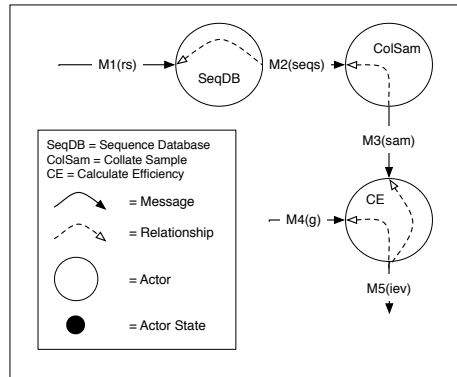 M1(rs)
SeqDB
M2(seqs)
ColSam
M3(sam)
SeqDB = Sequence Database
ColSam = Collate Sample
CE = Calculate Efficiency
= Message
= Relationship
= Actor
= Actor State
CE
M4(g)
M5(iev)